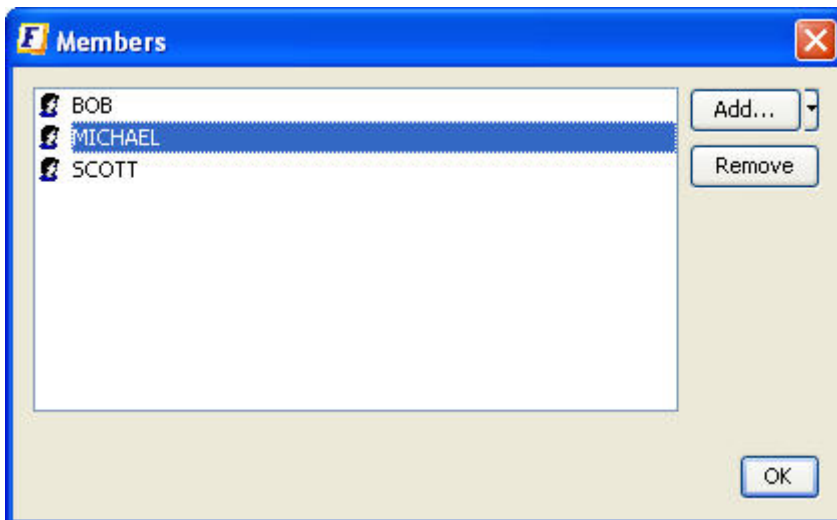 F Members
BOB
MICHAEL
SCOTT
Add...
Remove
OK